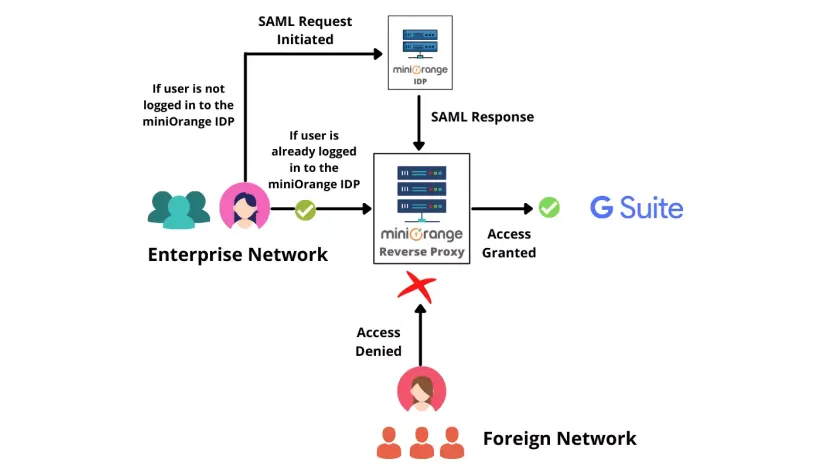 SAML Request
Initiated
miniOrange
IDP
If user is not
logged in to the
miniOrange IDP
SAML Response
If user is
already logged
in to the
miniOrange IDP
miniOrange
Reverse Proxy
Access
Granted
G Suite
Enterprise Network
Access
Denied
Foreign Network